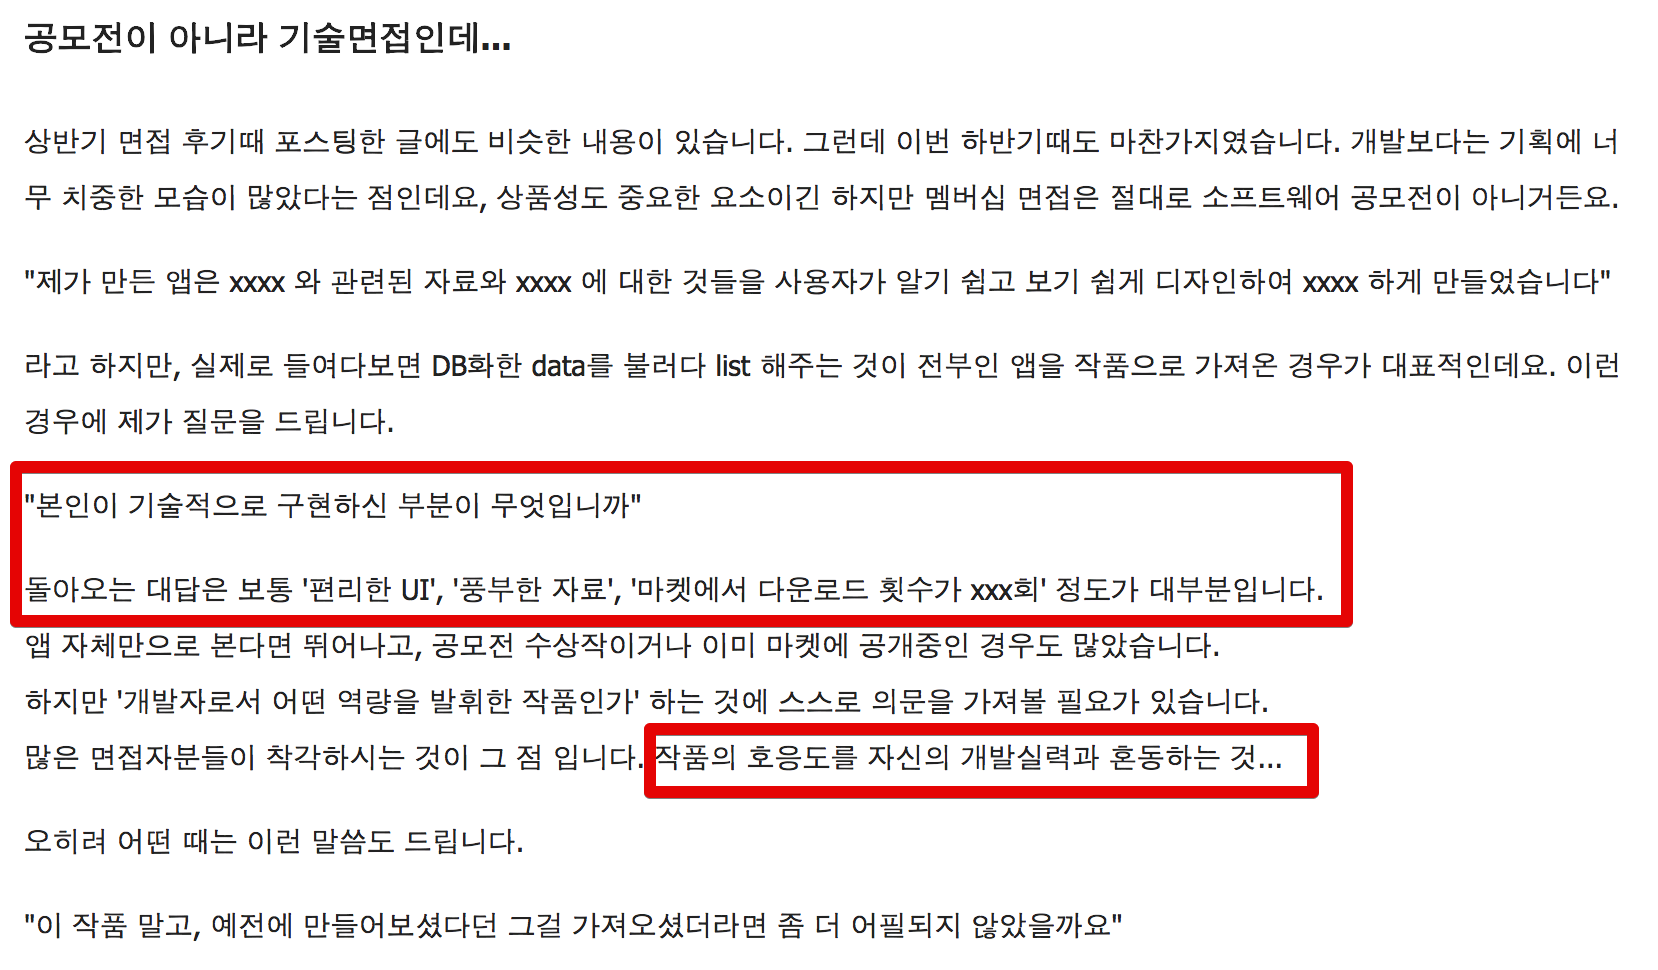 공모전이 아니라 기술면접인데...
상반기 면접 후기때 포스팅한 글에도 비슷한 내용이 있습니다. 그런데 이번 하반기때도 마찬가지였습니다. 개발보다는 기획에 너
무 치중한 모습이 많았다는 점인데요, 상품성도 중요한 요소이긴 하지만 멤버십 면접은 절대로 소프트웨어 공모전이 아니거든요.
"제가 만든 앱은 xxxx 와 관련된 자료와 xxxx 에 대한 것들을 사용자가 알기 쉽고 보기 쉽게 디자인하여 xxxx 하게 만들었습니다"
라고 하지만, 실제로 들여다보면 DB화한 data를 불러다 list 해주는 것이 전부인 앱을 작품으로 가져온 경우가 대표적인데요. 이런
경우에 제가 질문을 드립니다.
"본인이 기술적으로 구현하신 부분이 무엇입니까"
돌아오는 대답은 보통 '편리한 UI', '풍부한 자료', '마켓에서 다운로드 횟수가 xxx회' 정도가 대부분입니다.
앱 자체만으로 본다면 뛰어나고, 공모전 수상작이거나 이미 마켓에 공개중인 경우도 많았습니다.
하지만 '개발자로서 어떤 역량을 발휘한 작품인가' 하는 것에 스스로 의문을 가져볼 필요가 있습니다.
많은 면접자분들이 착각하시는 것이 그 점 입니다. 작품의 호응도를 자신의 개발실력과 혼동하는 것...
오히려 어떤 때는 이런 말씀도 드립니다.
"이 작품 말고, 예전에 만들어보셨다던 그걸 가져오셨더라면 좀 더 어필되지 않았을까요"